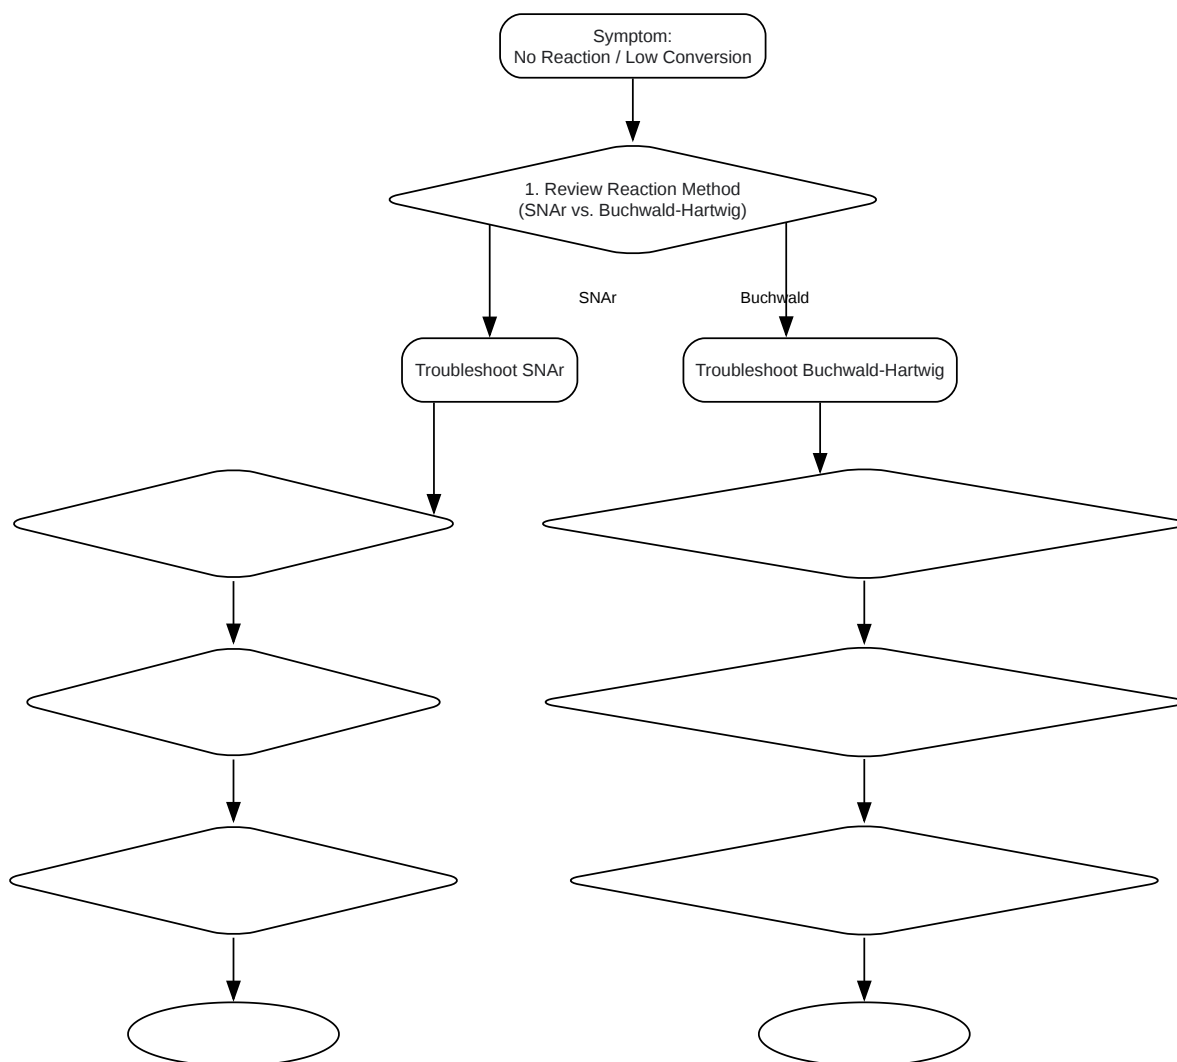 Symptom:
No Reaction / Low Conversion
1. Review Reaction Method
(SNAr vs. Buchwald-Hartwig)
SNAr
Buchwald
Troubleshoot SNAr
Troubleshoot Buchwald-Hartwig